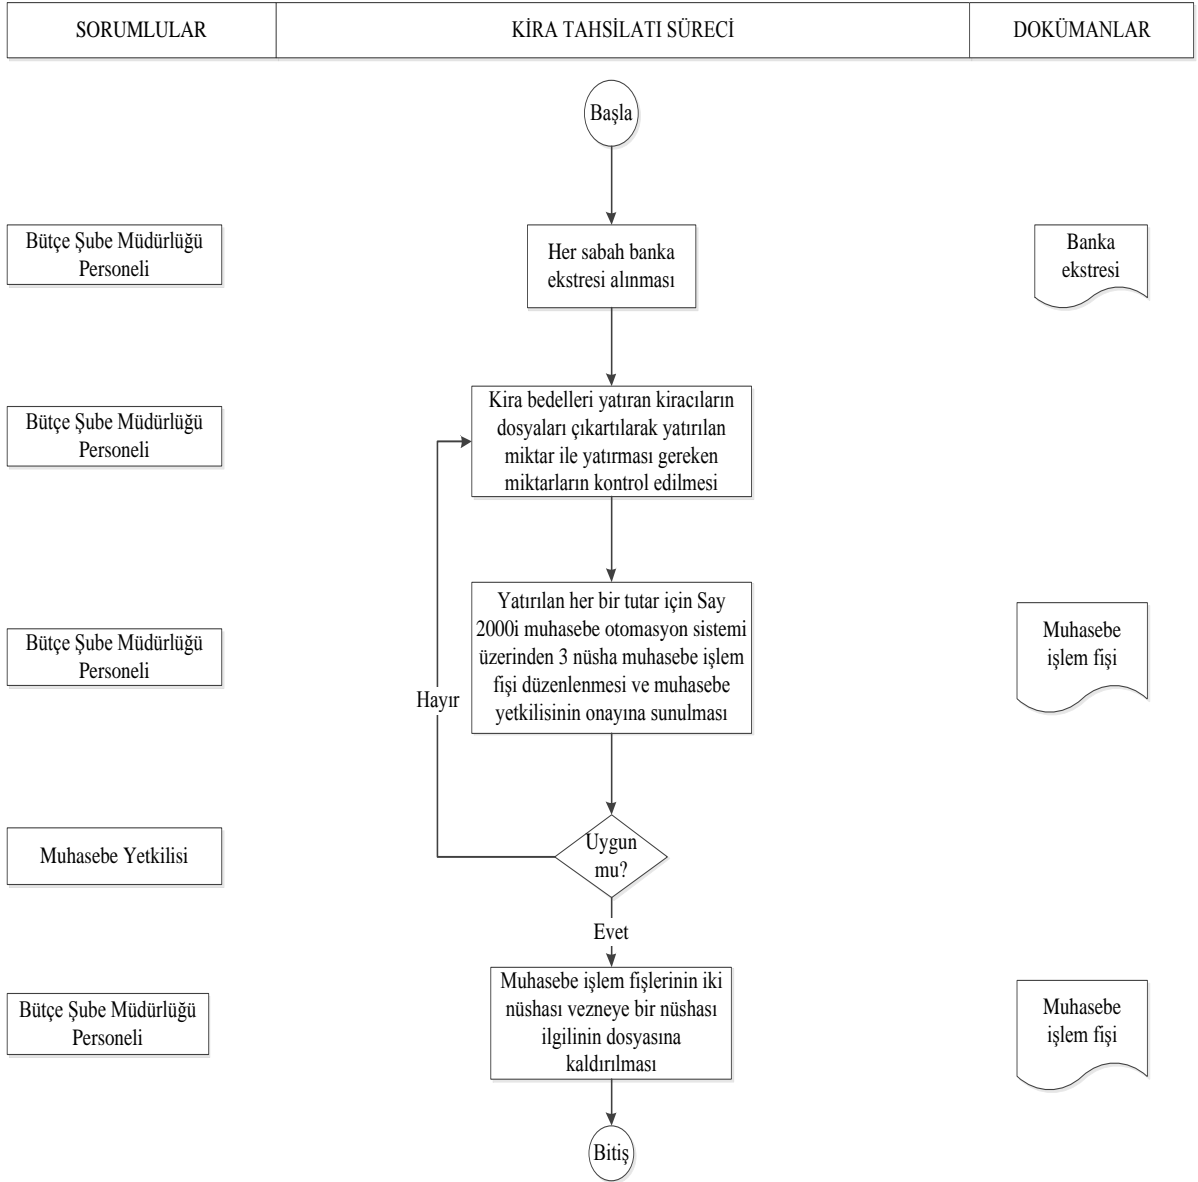 SORUMLULAR
KİRA TAHSİLATI SÜRECİ
DOKÜMANLAR
Başla
Bütçe Şube Müdürlüğü
Personeli
Her sabah banka
ekstresi alınması
Banka
ekstresi
Bütçe Şube Müdürlüğü
Personeli
Kira bedelleri yatıran kiracıların
dosyaları çıkartılarak yatırılan
miktar ile yatırması gereken
miktarların kontrol edilmesi
Bütçe Şube Müdürlüğü
Personeli
Yatırılan her bir tutar için Say
2000i muhasebe otomasyon sistemi
üzerinden 3 nüsha muhasebe işlem
fişi düzenlenmesi ve muhasebe
yetkilisinin onayına sunulması
Muhasebe
işlem fişi
Hayır
Muhasebe Yetkilisi
Uygun
mu?
Evet
Bütçe Şube Müdürlüğü
Personeli
Muhasebe işlem fişlerinin iki
nüshası vezneye bir nüshası
ilgilinin dosyasına
kaldırılması
Muhasebe
işlem fişi
Bitiş